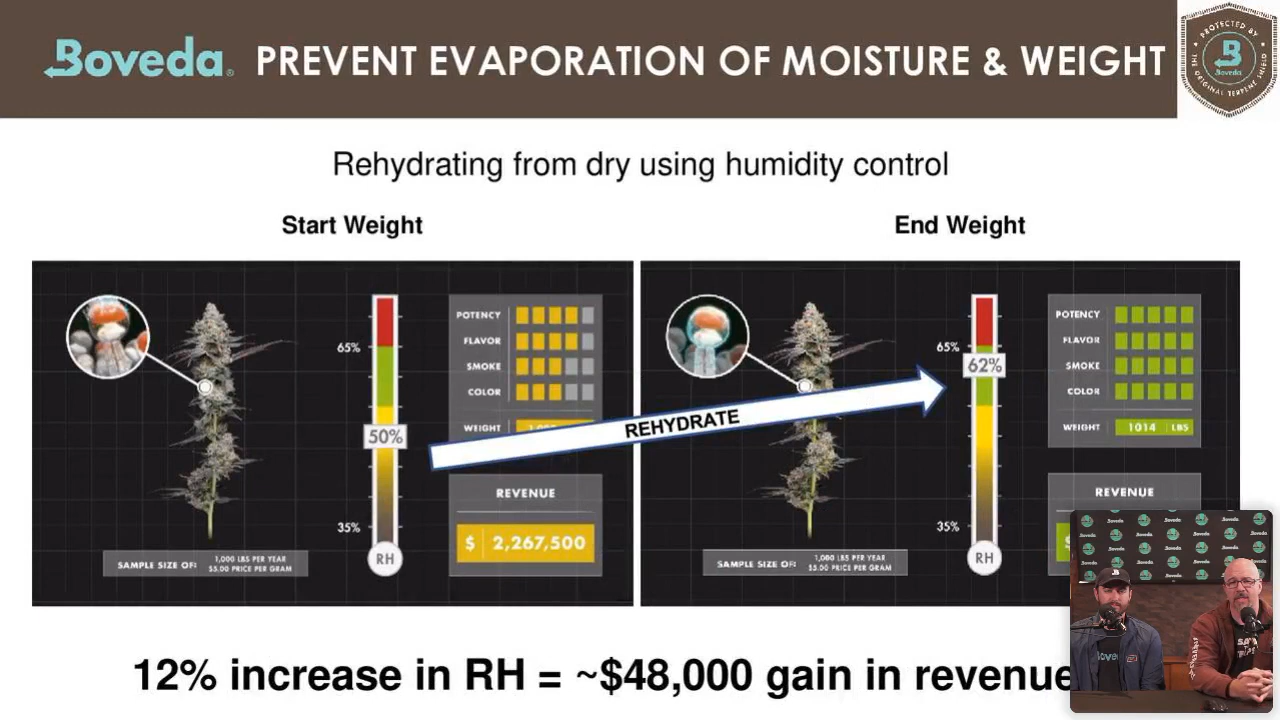 Boveda® PREVENT EVAPORATION OF MOISTURE & WEIGHT
PROTECTED BY
Boveda
THE ORIGINAL TERPENE SHIELD
Rehydrating from dry using humidity control
Start Weight
End Weight
65%
50%
35%
RH
POTENCY
FLAVOR
SMOKE
COLOR
WEIGHT
REVENUE
$ 2,267,500
SAMPLE SIZE OF:
1,000 LBS PER YEAR
$5.00 PRICE PER GRAM
REHYDRATE
65%
62%
35%
RH
POTENCY
FLAVOR
SMOKE
COLOR
WEIGHT 1014 LBS
REVENUE
SAMPLE SIZE OF:
1,000 LBS PER YEAR
$5.00 PRICE PER GRAM
12% increase in RH = ~$48,000 gain in revenue
Boveda